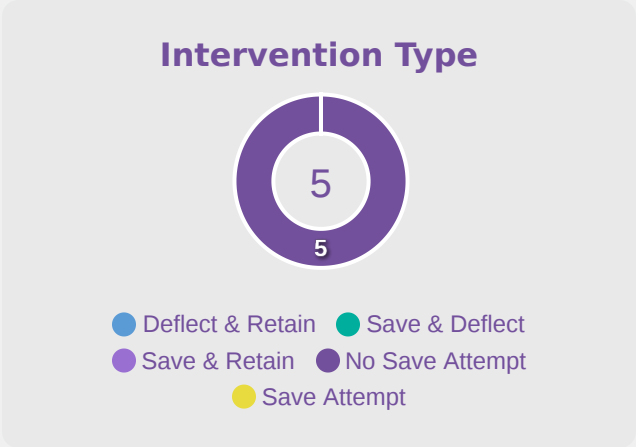 Intervention Type
5
5
Deflect & Retain Save & Deflect
Save & Retain No Save Attempt
Save Attempt